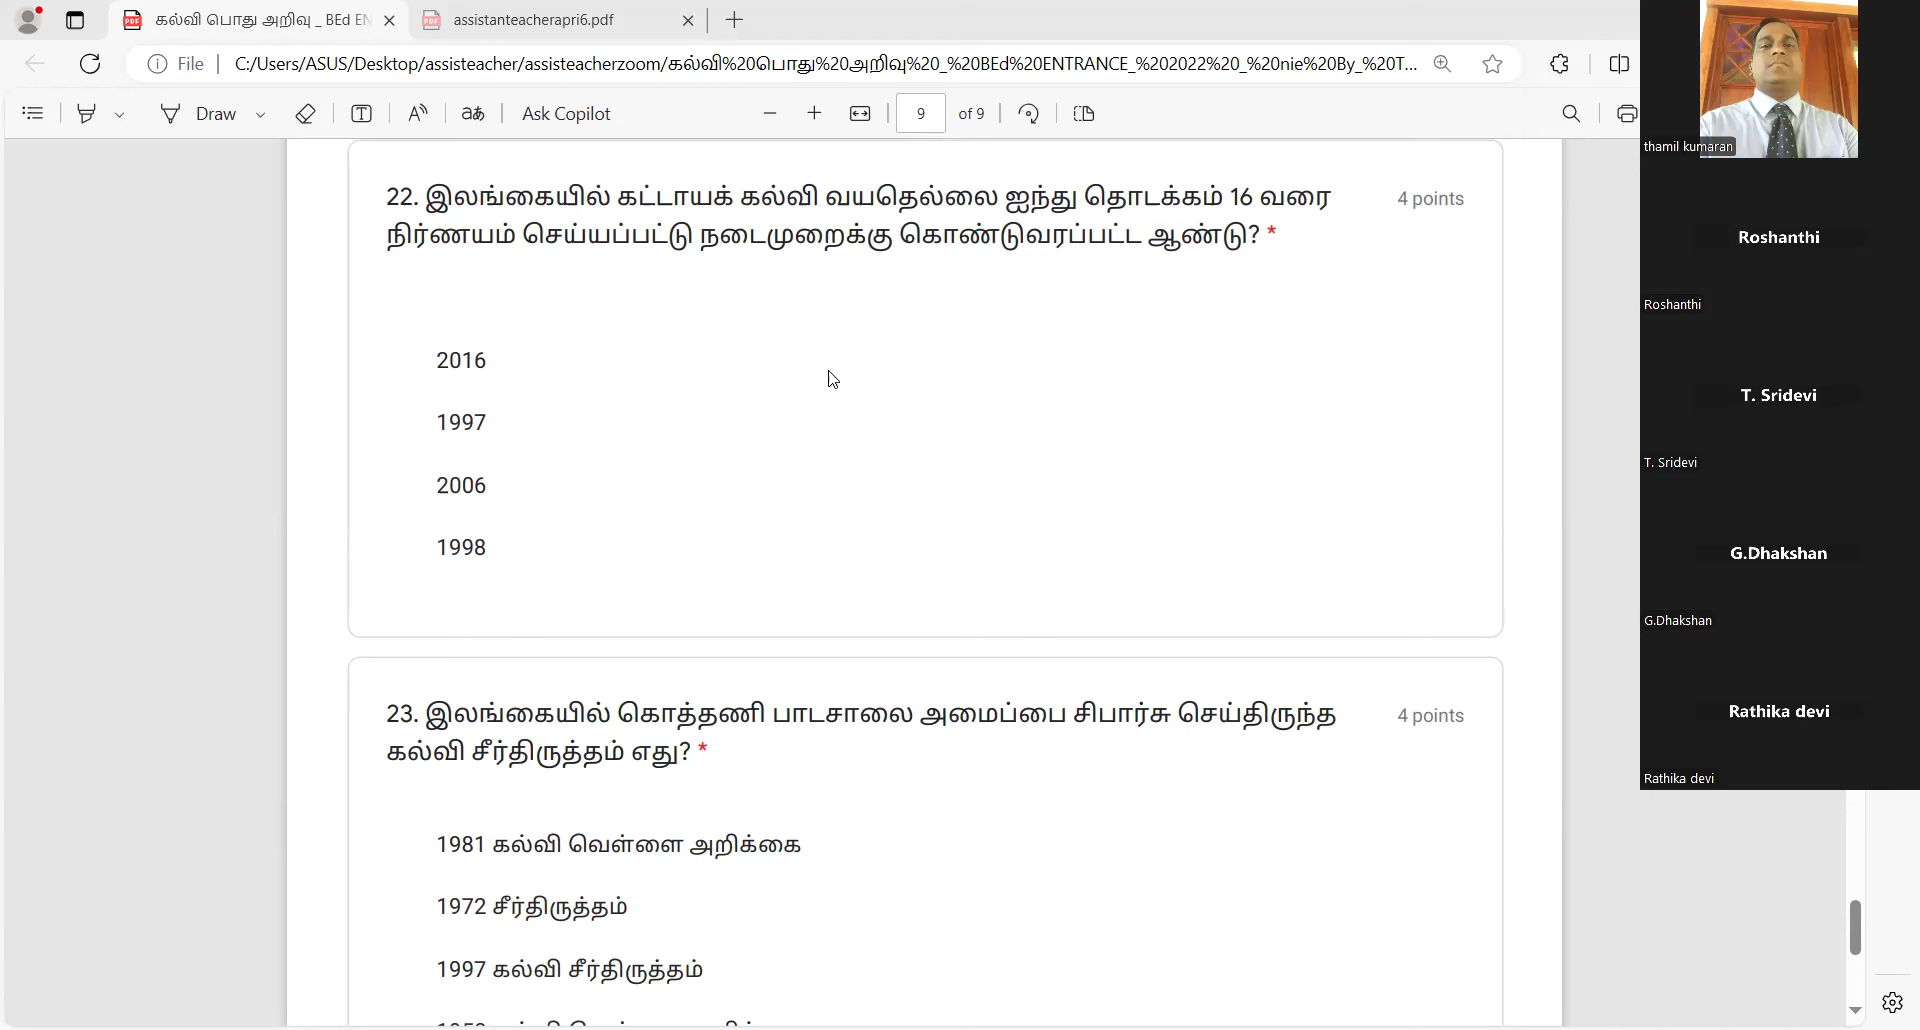 கல்வி பொது அறிவு _ BEd EN
assistanteacherapri6.pdf
File
C:/Users/ASUS/Desktop/assisteacher/assisteacherzoom/கல்வி%20பொது%20அறிவு%20_%20BEd%20ENTRANCE_%202022%20_%20nie%20By_%20T...
Draw
Ask Copilot
9 of 9
22. இலங்கையில் கட்டாயக் கல்வி வயதெல்லை ஐந்து தொடக்கம் 16 வரை
4 points
நிர்ணயம் செய்யப்பட்டு நடைமுறைக்கு கொண்டுவரப்பட்ட ஆண்டு? *
2016
1997
2006
1998
23. இலங்கையில் கொத்தணி பாடசாலை அமைப்பை சிபார்சு செய்திருந்த
4 points
கல்வி சீர்திருத்தம் எது? *
1981 கல்வி வெள்ளை அறிக்கை
1972 சீர்திருத்தம்
1997 கல்வி சீர்திருத்தம்
thamil kumaran
Roshanthi
Roshanthi
T. Sridevi
T. Sridevi
G.Dhakshan
G.Dhakshan
Rathika devi
Rathika devi